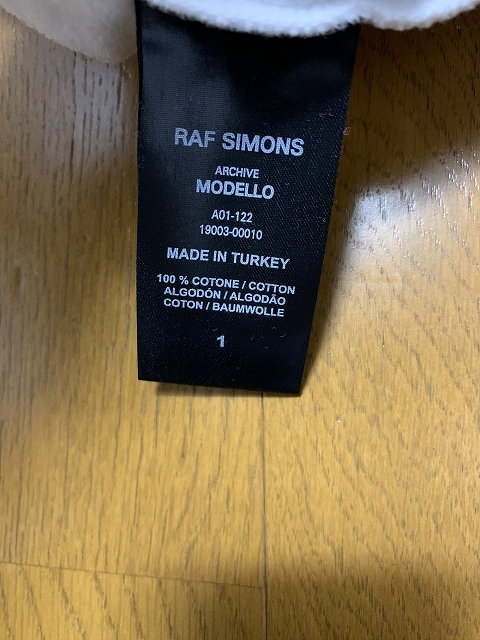 RAF SIMONS
ARCHIVE
MODELLO
A01-122
19003-00010
MADE IN TURKEY
100 % COTONE / COTTON
ALGODÓN / ALGODÃO
COTON / BAUMWOLLE
1